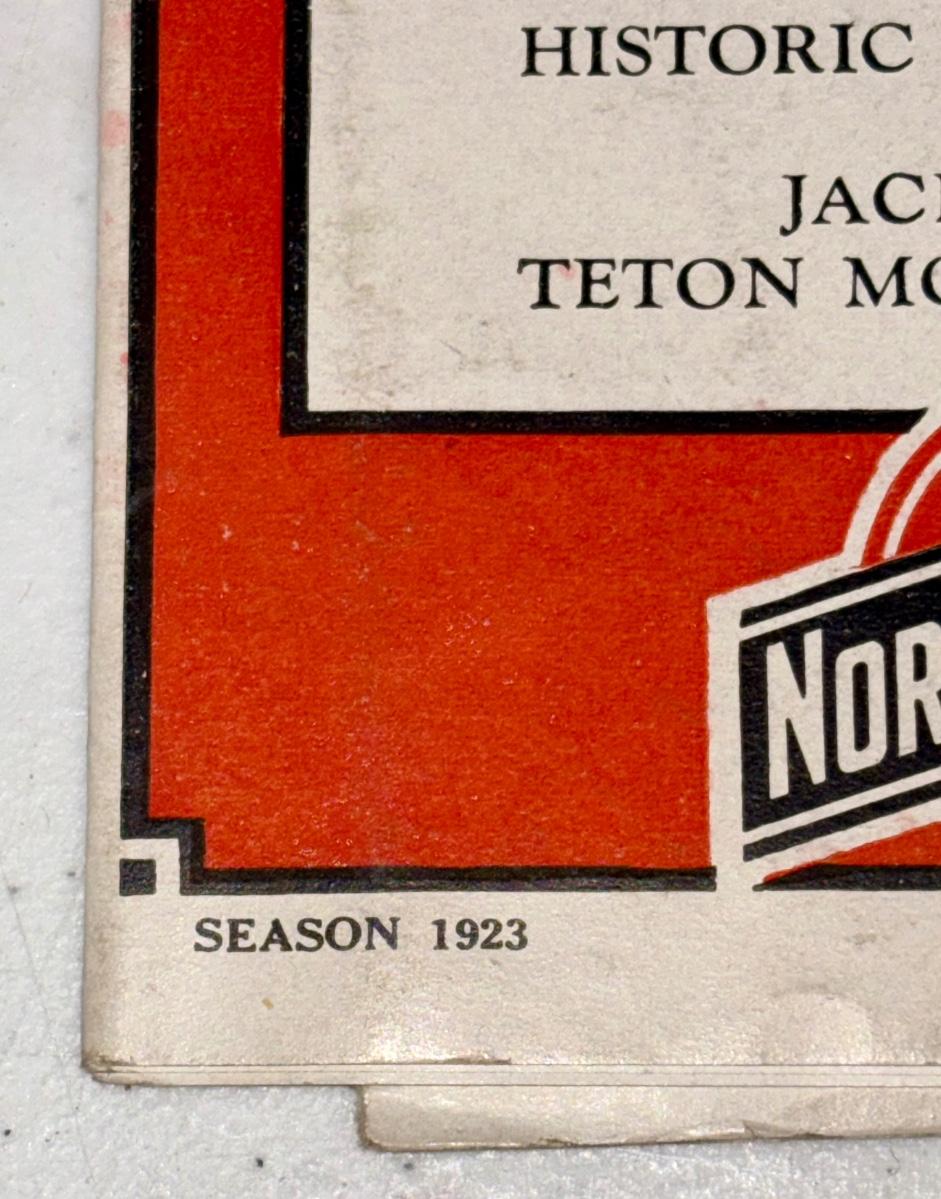 HISTORIC
JAC
TETON MO
NOR
SEASON 1923